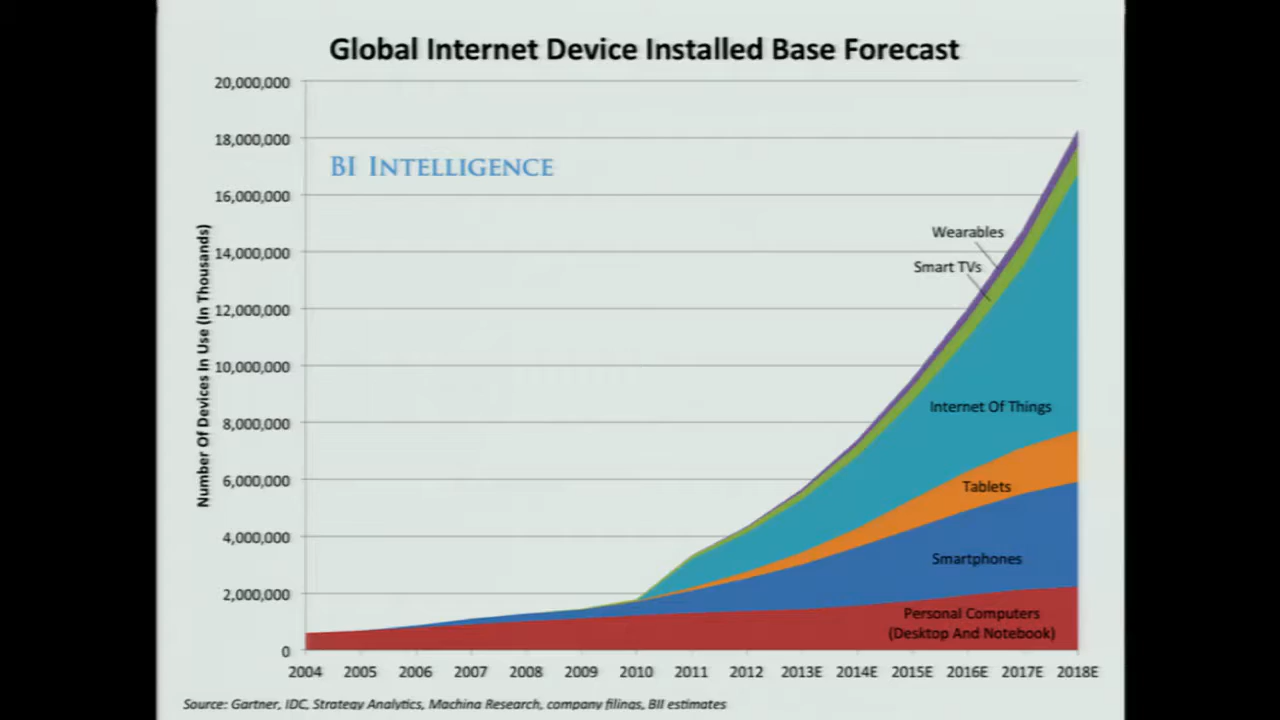 Global Internet Device Installed Base Forecast
20,000,000
18,000,000
BI INTELLIGENCE
16,000,000
Wearables
14,000,000
Smart TVs
Number Of Devices In Use (In Thousands)
12,000,000
10,000,000
Internet Of Things
8,000,000
6,000,000
Tablets
4,000,000
Smartphones
2,000,000
Personal Computers
(Desktop And Notebook)
0
2004 2005 2006 2007 2008 2009 2010 2011 2012 2013E 2014E 2015E 2016E 2017E 2018E
Source: Gartner, IDC, Strategy Analytics, Machina Research, company filings, BII estimates